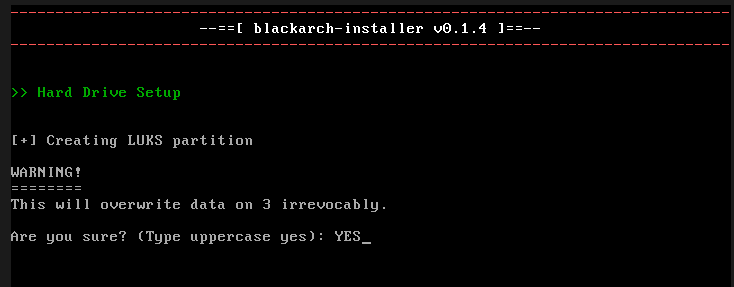 --==[ blackarch-installer v0.1.4 ]==--
>> Hard Drive Setup
[+] Creating LUKS partition
WARNING!
========
This will overwrite data on 3 irrevocably.
Are you sure? (Type uppercase yes): YES_